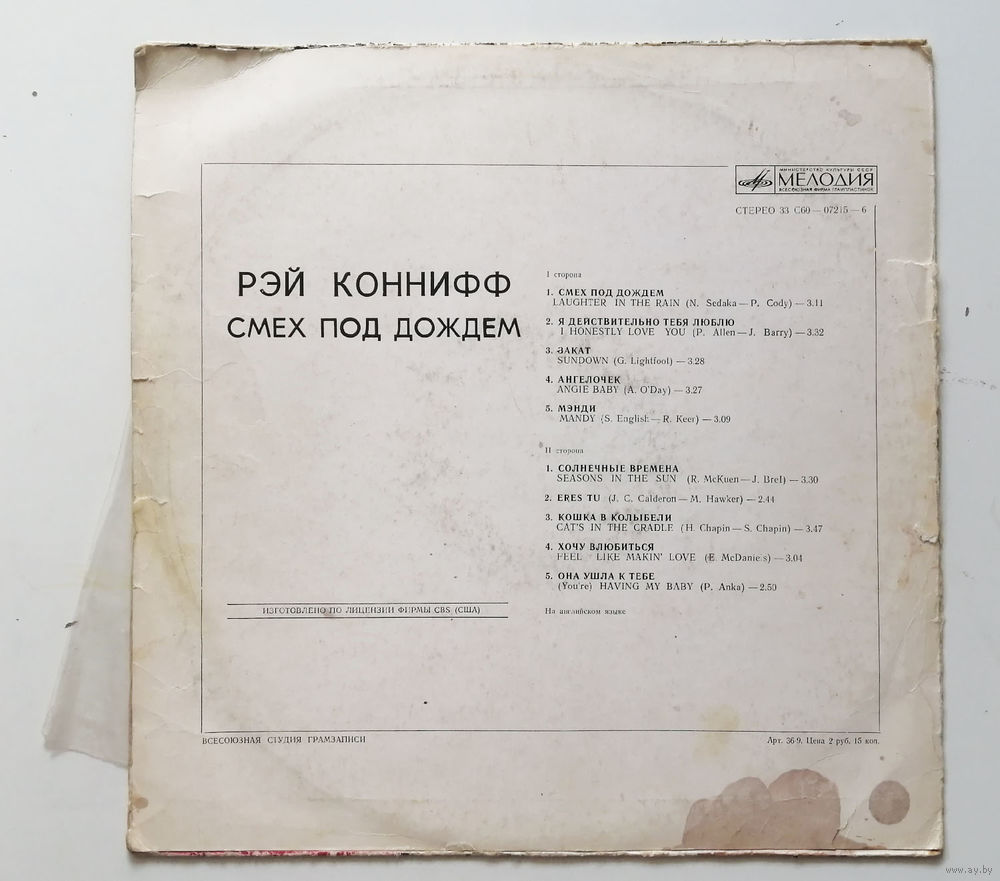 МИНИСТЕРСТВО КУЛЬТУРЫ СССР
МЕЛОДИЯ
ВСЕСОЮЗНАЯ ФИРМА ГРАМПЛАСТИНОК
СТЕРЕО 33 С60—07215—6
РЭЙ КОННИФФ
СМЕХ ПОД ДОЖДЕМ
I сторона
1. СМЕХ ПОД ДОЖДЕМ
LAUGHTER IN THE RAIN (N. Sedaka—P. Cody)—3.11
2. Я ДЕЙСТВИТЕЛЬНО ТЕБЯ ЛЮБЛЮ
I HONESTLY LOVE YOU (P. Allen—J. Barry)—3.32
3. ЗАКАТ
SUNDOWN (G. Lightfool)—3.28
4. АНГЕЛОЧЕК
ANGIE BABY (A. O'Day)—3.27
5. МЭНДИ
MANDY (S. English—R. Keer)—3.09
II сторона
1. СОЛНЕЧНЫЕ ВРЕМЕНА
SEASONS IN THE SUN (R. McKuen—J. Brel)—3.30
2. ERES TU (J. C. Calderon—M. Hawker)—2.44
3. КОШКА В КОЛЫБЕЛИ
CAT'S IN THE CRADLE (H. Chapin—S. Chapin)—3.47
4. ХОЧУ ВЛЮБИТЬСЯ
FEEL LIKE MAKIN' LOVE (E. McDaniels)—3.04
5. ОНА УШЛА К ТЕБЕ
(You're) HAVING MY BABY (P. Anka)—2.50
На английском языке
ИЗГОТОВЛЕНО ПО ЛИЦЕНЗИИ ФИРМЫ CBS (США)
ВСЕСОЮЗНАЯ СТУДИЯ ГРАМЗАПИСИ
Арт. 36-9. Цена 2 руб. 15 коп.
www.ay.by